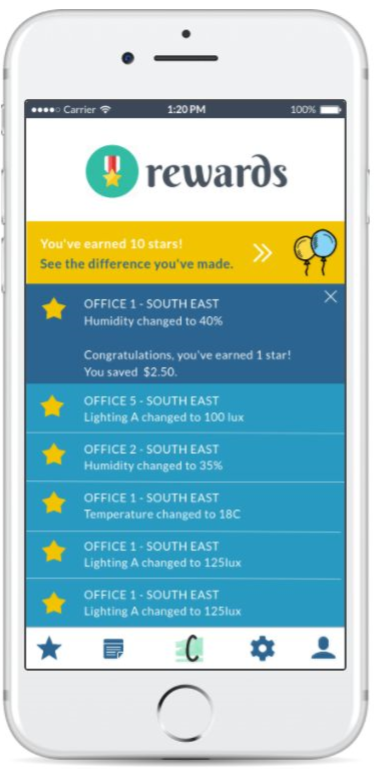 Carrier 1:20 PM 100%
rewards
You've earned 10 stars!
See the difference you've made.
OFFICE 1 - SOUTH EAST
Humidity changed to 40%
Congratulations, you've earned 1 star!
You saved $2.50.
OFFICE 5 - SOUTH EAST
Lighting A changed to 100 lux
OFFICE 2 - SOUTH EAST
Humidity changed to 35%
OFFICE 1 - SOUTH EAST
Temperature changed to 18C
OFFICE 1 - SOUTH EAST
Lighting A changed to 125lux
OFFICE 1 - SOUTH EAST
Lighting A changed to 125lux
C